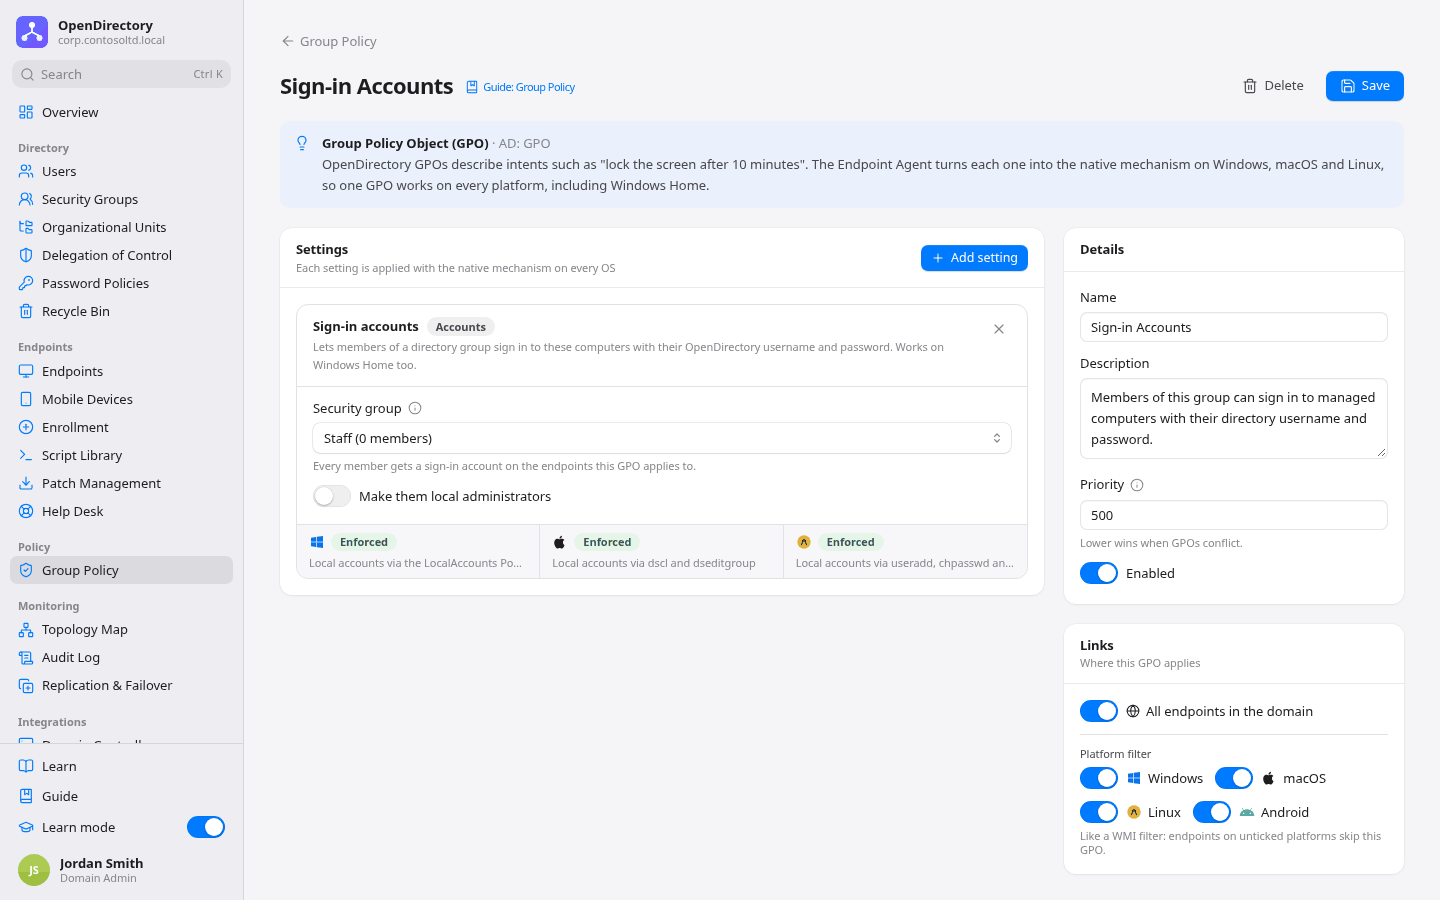 OpenDirectory
corp.contosoltd.local
Search
Ctrl K
Overview
Directory
Users
Security Groups
Organizational Units
Delegation of Control
Password Policies
Recycle Bin
Endpoints
Endpoints
Mobile Devices
Enrollment
Script Library
Patch Management
Help Desk
Policy
Group Policy
Monitoring
Topology Map
Audit Log
Replication & Failover
Integrations
Learn
Guide
Learn mode
JS
Jordan Smith
Domain Admin
Group Policy
Sign-in Accounts
Guide: Group Policy
Delete
Save
Group Policy Object (GPO) · AD: GPO
OpenDirectory GPOs describe intents such as "lock the screen after 10 minutes". The Endpoint Agent turns each one into the native mechanism on Windows, macOS and Linux,
so one GPO works on every platform, including Windows Home.
Settings
Each setting is applied with the native mechanism on every OS
Add setting
Sign-in accounts
Accounts
Lets members of a directory group sign in to these computers with their OpenDirectory username and password. Works on
Windows Home too.
Security group
Staff (0 members)
Every member gets a sign-in account on the endpoints this GPO applies to.
Make them local administrators
Enforced
Local accounts via the LocalAccounts Po...
Enforced
Local accounts via dscl and dseditgroup
Enforced
Local accounts via useradd, chpasswd an...
Details
Name
Sign-in Accounts
Description
Members of this group can sign in to managed
computers with their directory username and
password.
Priority
500
Lower wins when GPOs conflict.
Enabled
Links
Where this GPO applies
All endpoints in the domain
Platform filter
Windows
macOS
Linux
Android
Like a WMI filter: endpoints on unticked platforms skip this
GPO.